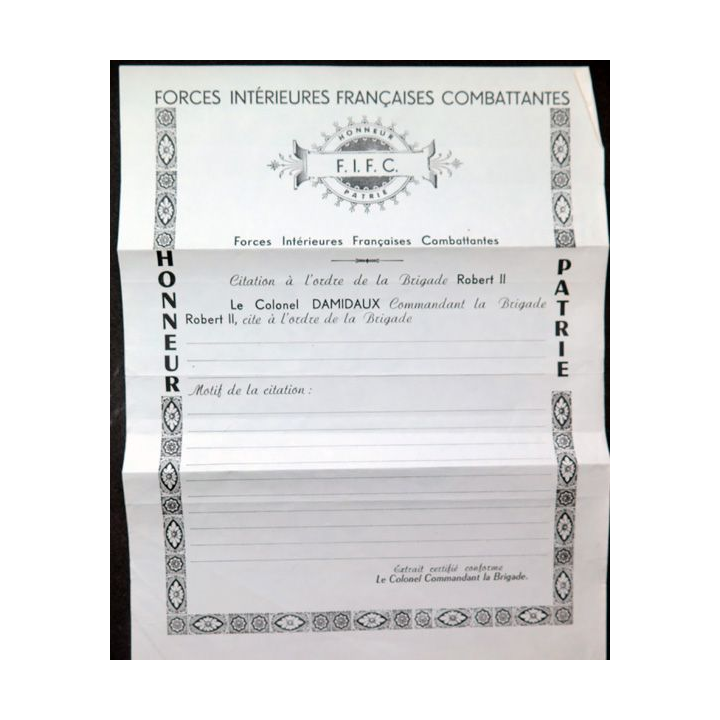 FORCES INTÉRIEURES FRANÇAISES COMBATTANTES
HONNEUR
F. I. F. C.
PATRIE
Forces Intérieures Françaises Combattantes
Citation à l'ordre de la Brigade Robert II
Le Colonel DAMIDAUX Commandant la Brigade
Robert II, cite à l'ordre de la Brigade
HONNEUR
PATRIE
Motif de la citation :
Extrait certifié conforme
Le Colonel Commandant la Brigade.